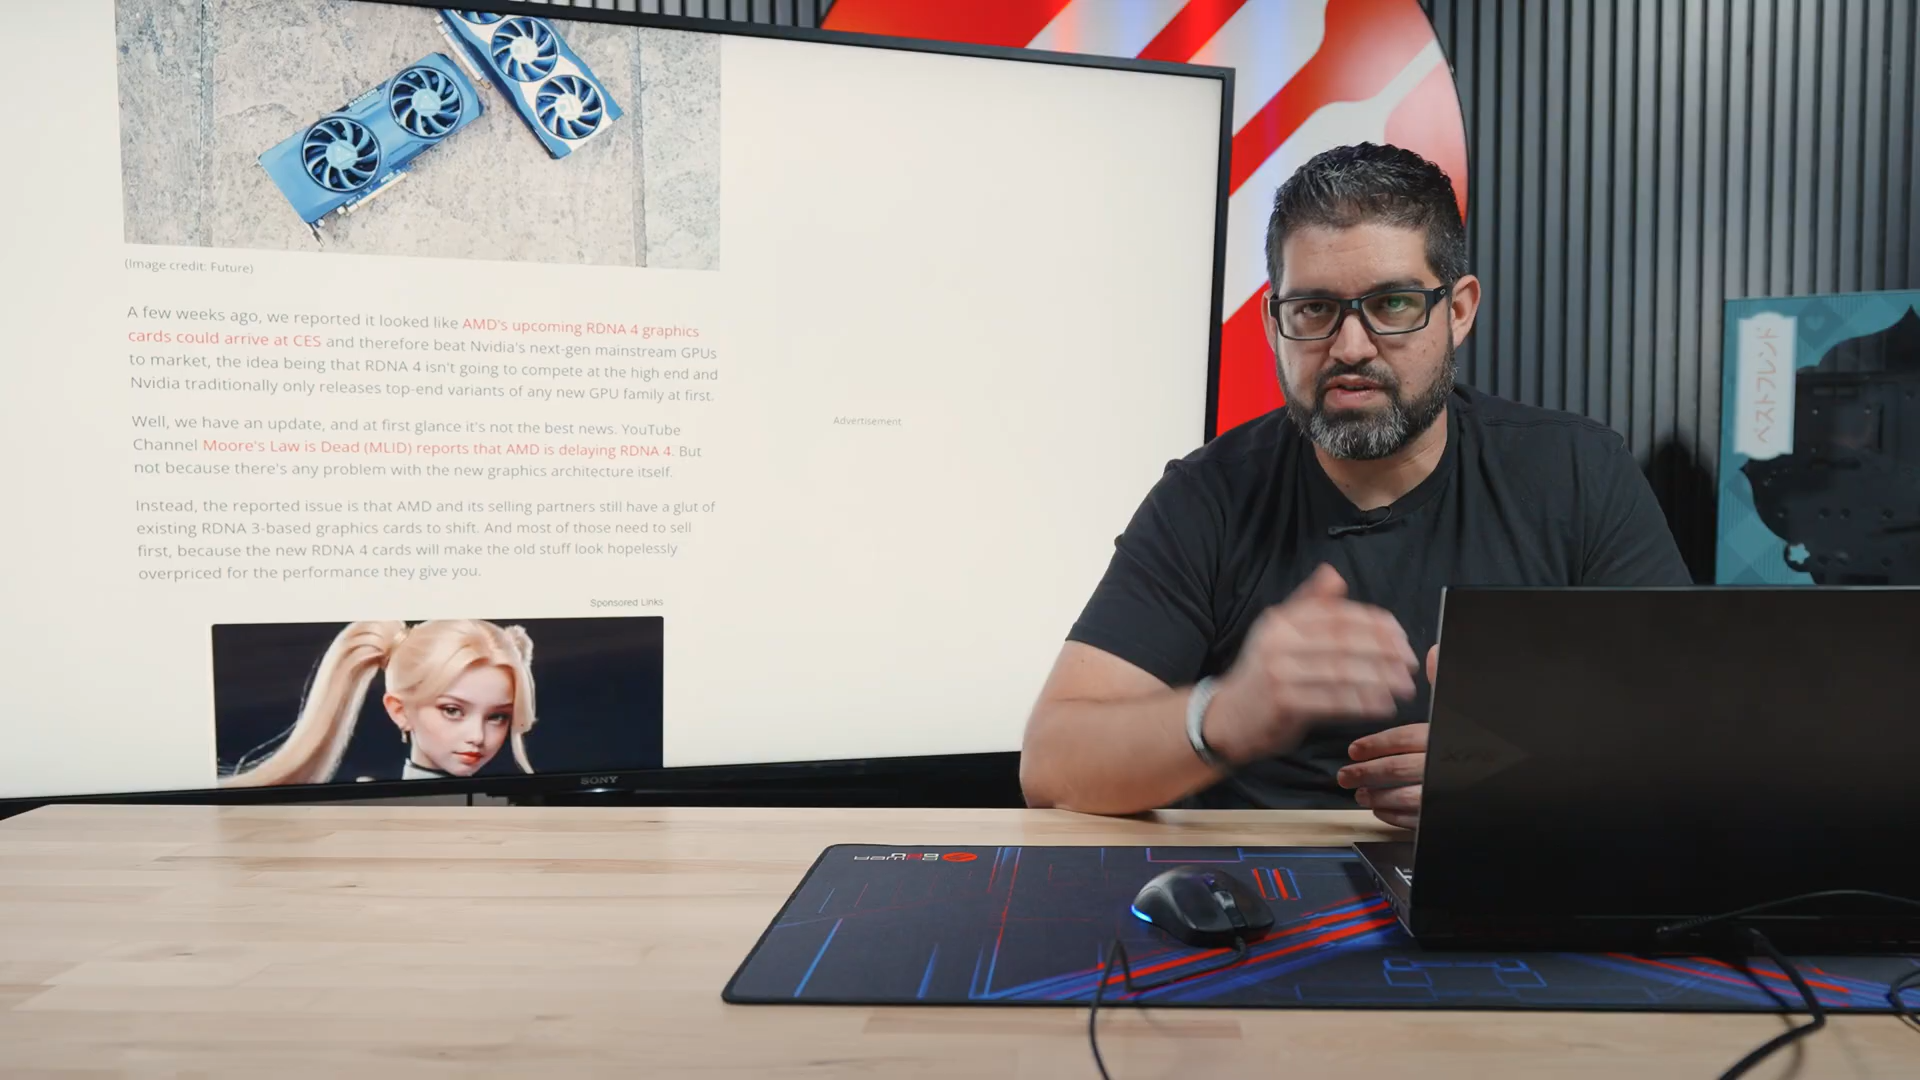 (Image credit: Future)
A few weeks ago, we reported it looked like AMD's upcoming RDNA 4 graphics
cards could arrive at CES and therefore beat Nvidia's next-gen mainstream GPUs
to market, the idea being that RDNA 4 isn't going to compete at the high end and
Nvidia traditionally only releases top-end variants of any new GPU family at first.
Well, we have an update, and at first glance it's not the best news. YouTube
Channel Moore's Law is Dead (MLID) reports that AMD is delaying RDNA 4. But
not because there's any problem with the new graphics architecture itself.
Instead, the reported issue is that AMD and its selling partners still have a glut of
existing RDNA 3-based graphics cards to shift. And most of those need to sell
first, because the new RDNA 4 cards will make the old stuff look hopelessly
overpriced for the performance they give you.
Sponsored Links
Advertisement
SONY
ベストフレンド